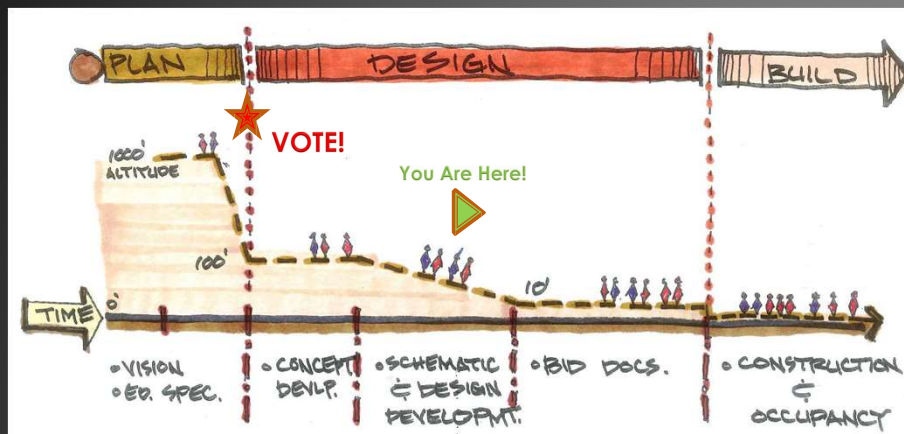 PLAN
DESIGN
BUILD
VOTE!
1000'
ALTITUDE
You Are Here!
100'
10'
0'
TIME
• VISION
• ED. SPEC.
• CONCEPT
DEVLP.
• SCHEMATIC
& DESIGN
DEVELOPMT.
• BID DOCS.
• CONSTRUCTION
&
OCCUPANCY